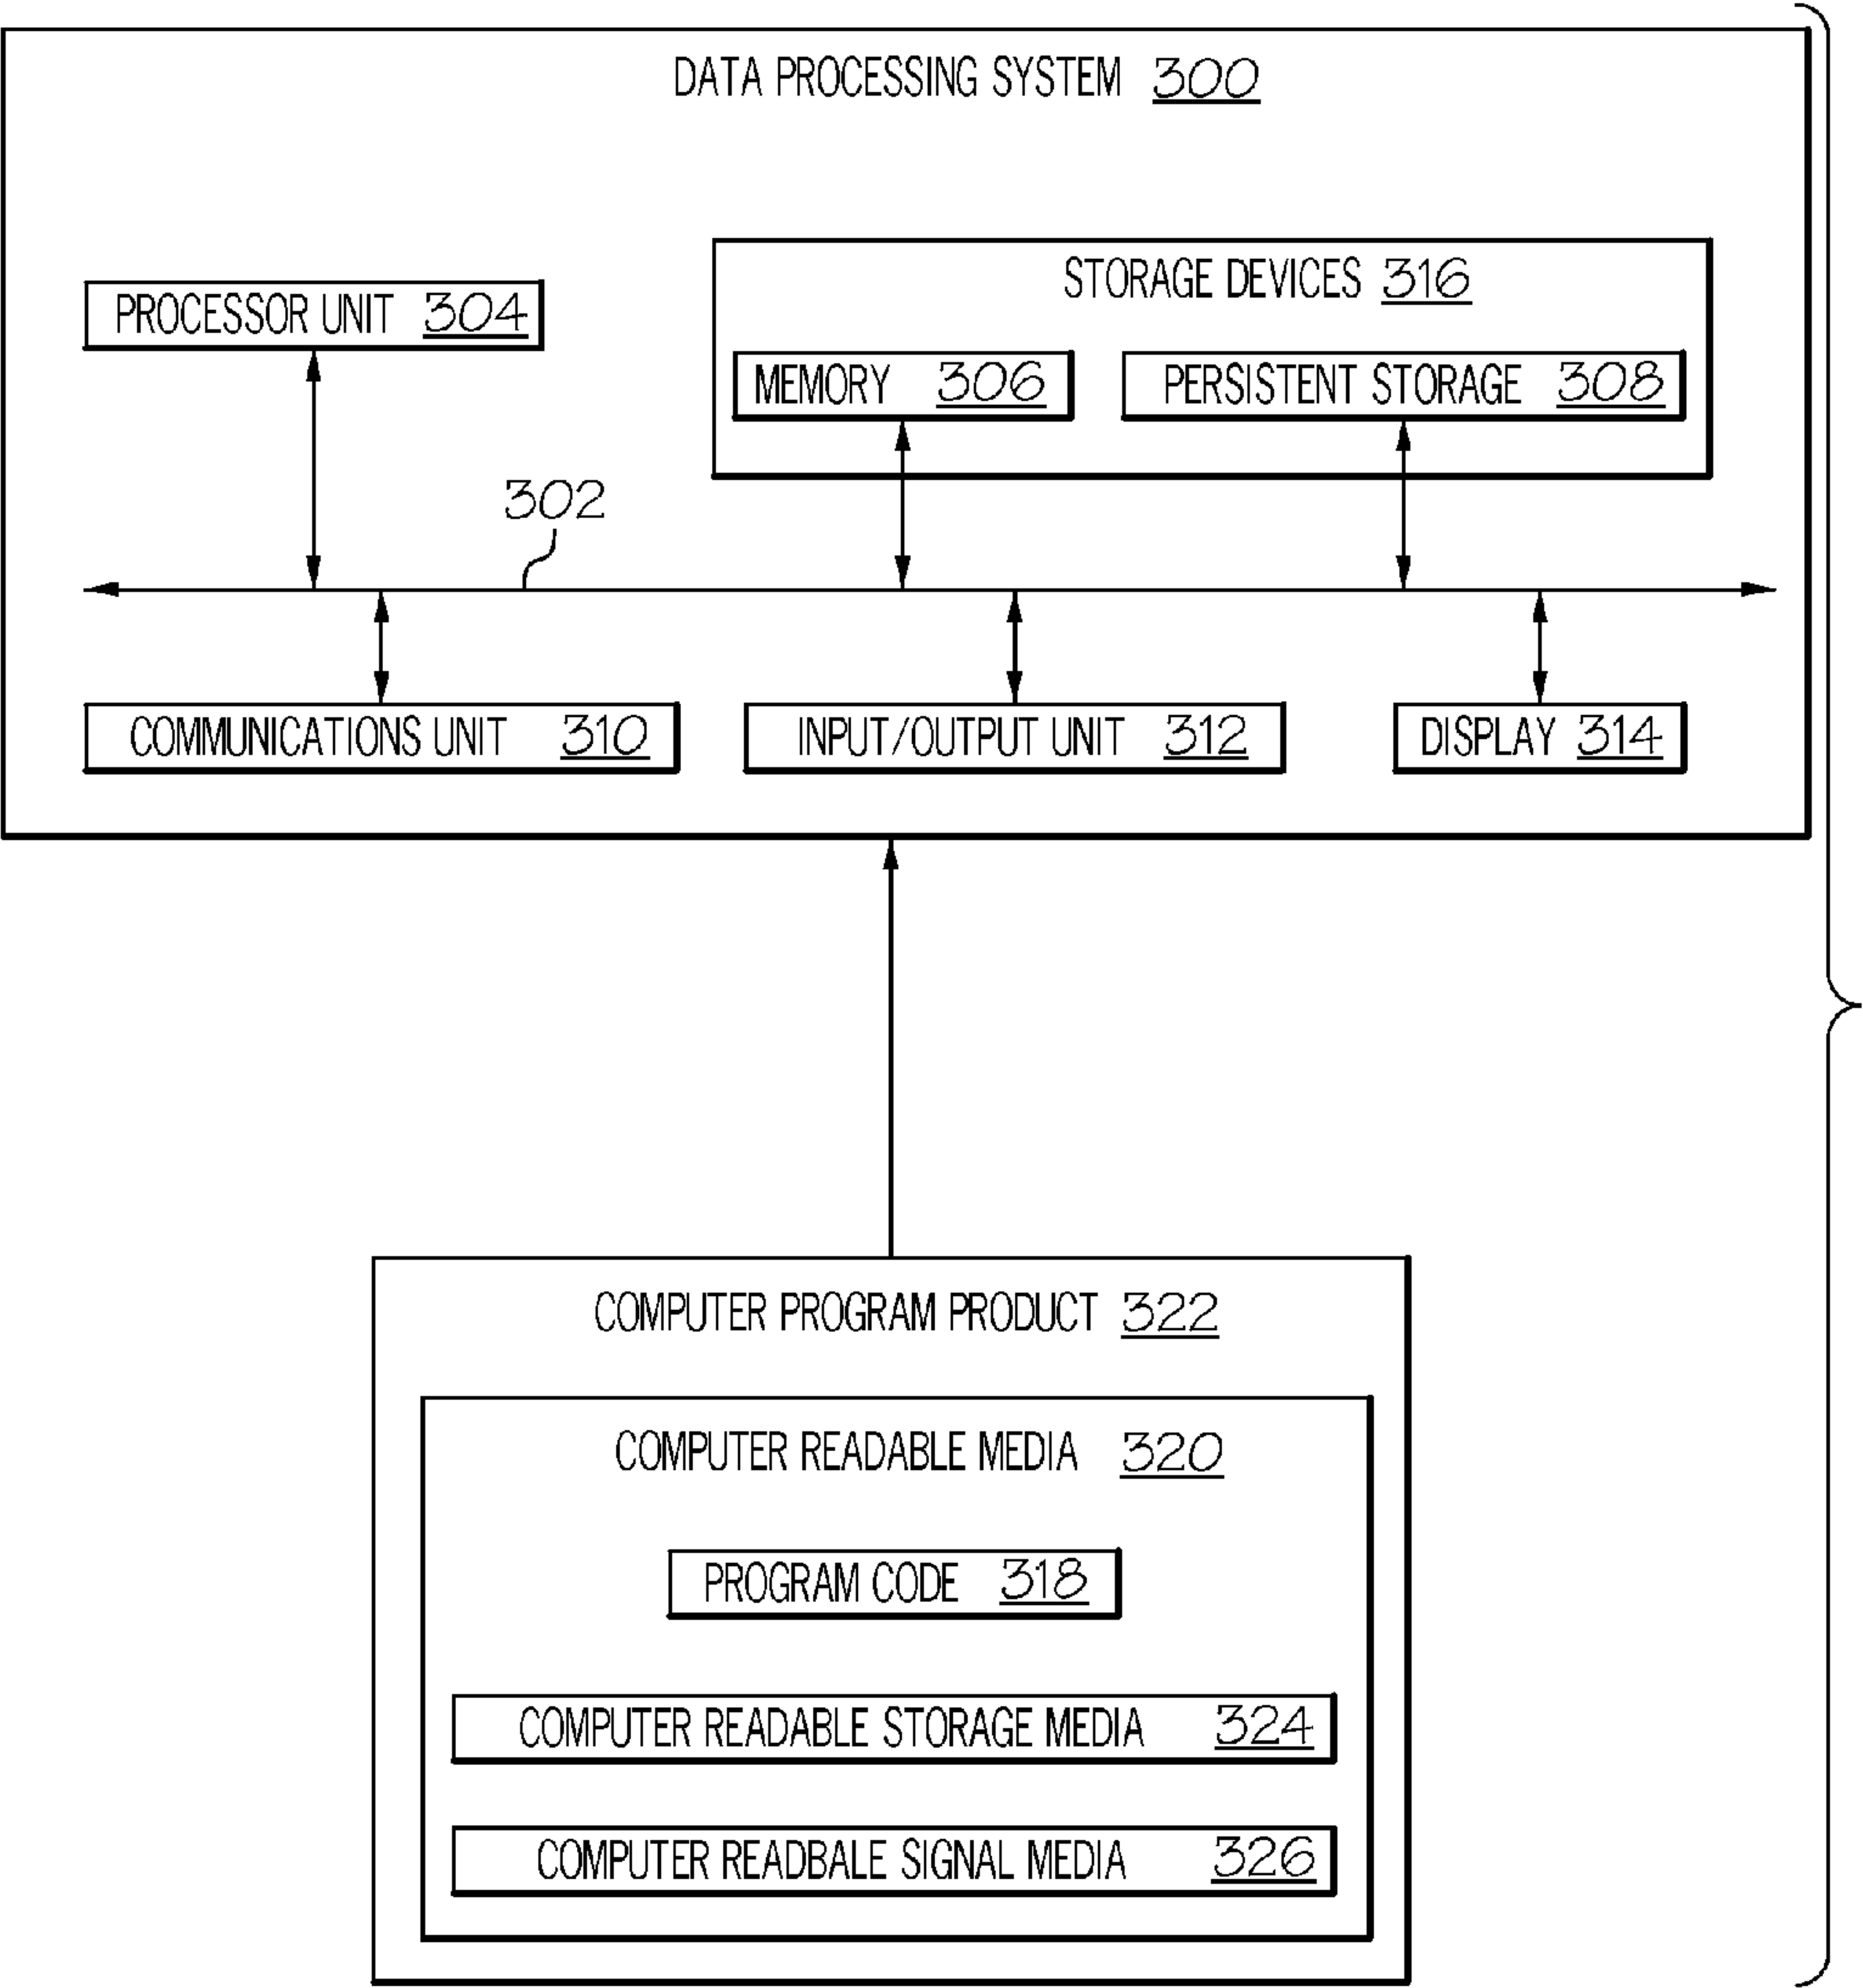 DATA PROCESSING SYSTEM 300
STORAGE DEVICES 316
PROCESSOR UNIT 304
MEMORY 306
PERSISTENT STORAGE 308
302
COMMUNICATIONS UNIT 310
INPUT/OUTPUT UNIT 312
DISPLAY 314
COMPUTER PROGRAM PRODUCT 322
COMPUTER READABLE MEDIA 320
PROGRAM CODE 318
COMPUTER READABLE STORAGE MEDIA 324
COMPUTER READBALE SIGNAL MEDIA 326